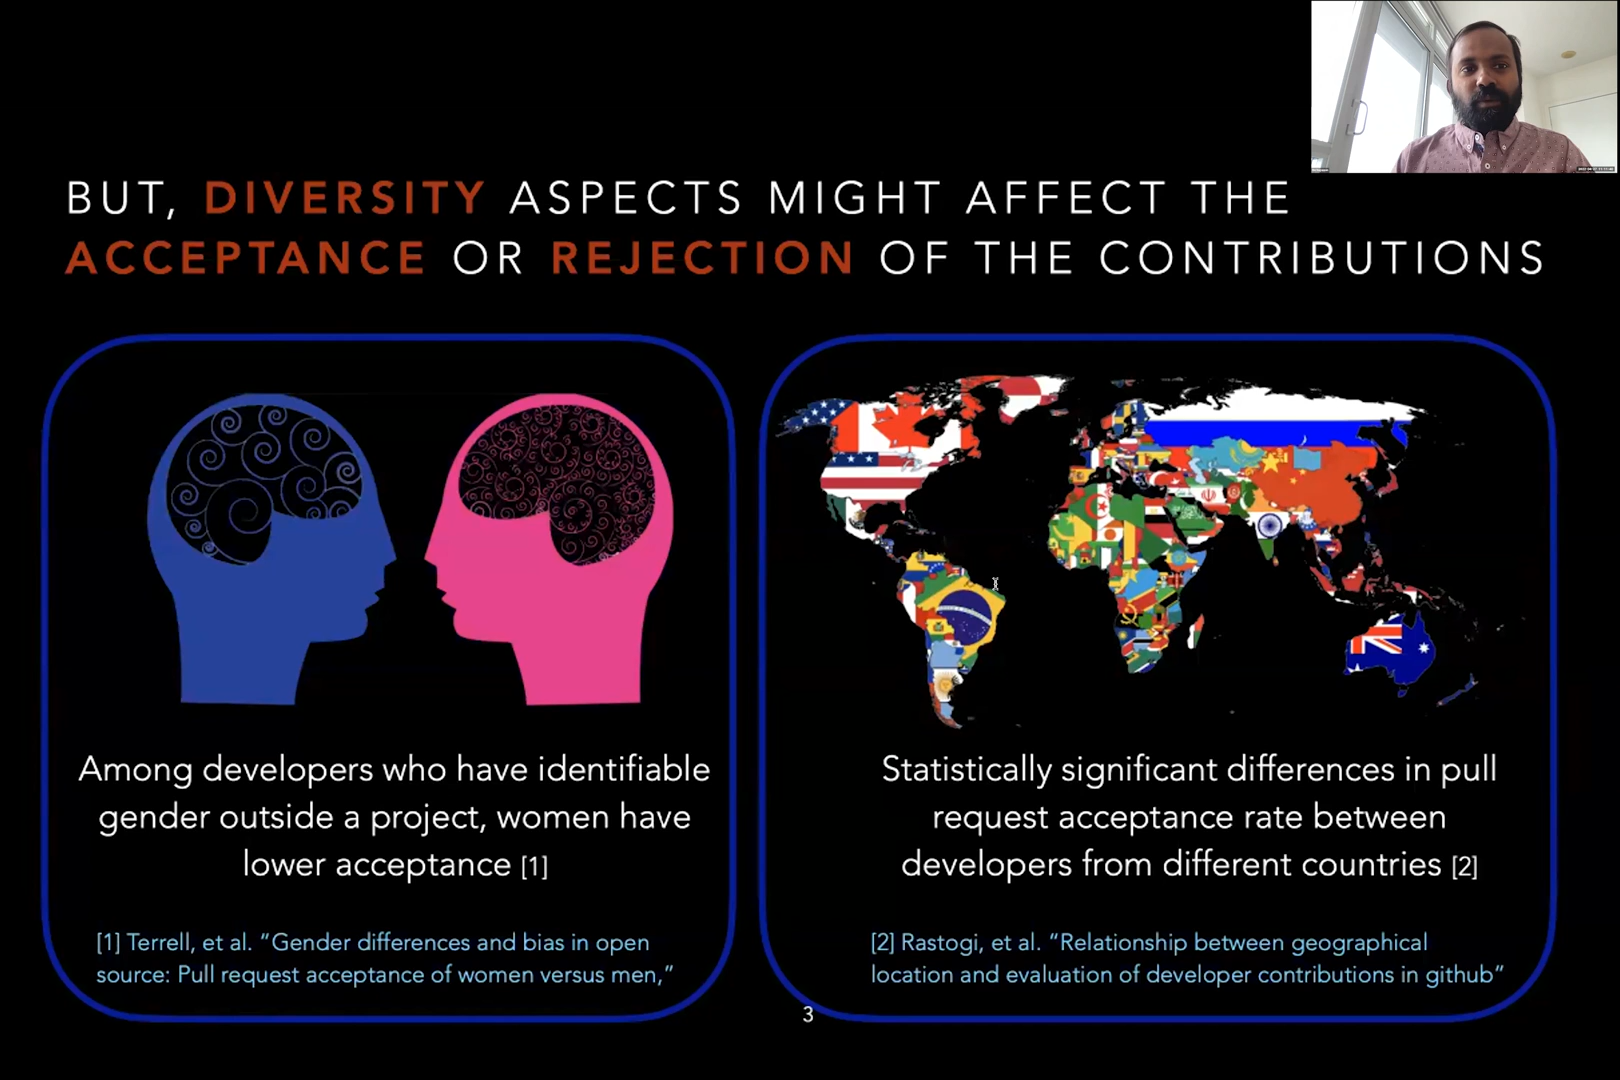 BUT, DIVERSITY ASPECTS MIGHT AFFECT THE
ACCEPTANCE OR REJECTION OF THE CONTRIBUTIONS
Among developers who have identifiable
gender outside a project, women have
lower acceptance [1]
[1] Terrell, et al. “Gender differences and bias in open
source: Pull request acceptance of women versus men,”
Statistically significant differences in pull
request acceptance rate between
developers from different countries [2]
[2] Rastogi, et al. “Relationship between geographical
location and evaluation of developer contributions in github”
3